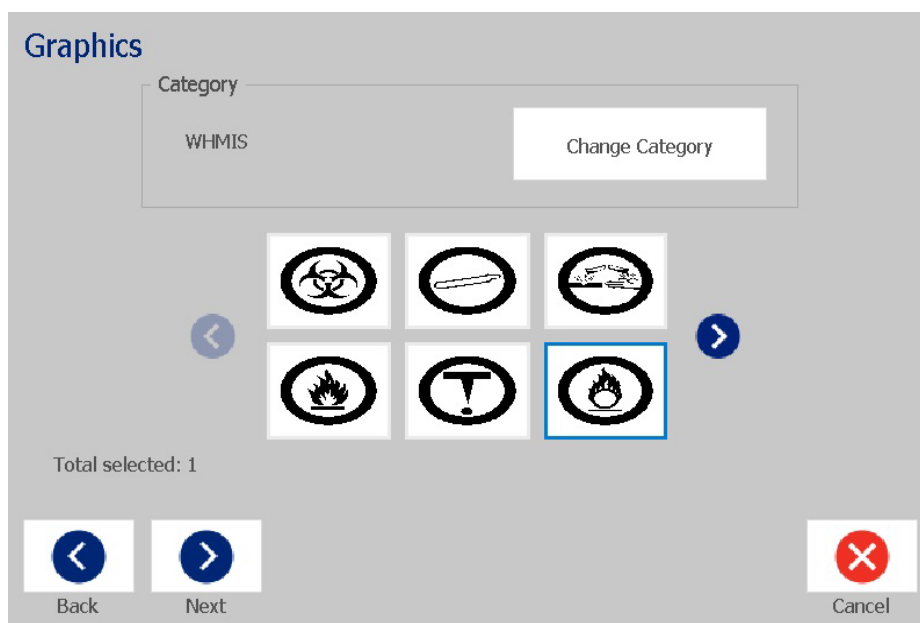 Graphics
Category
WHMIS
Change Category
Total selected: 1
Back
Next
Cancel